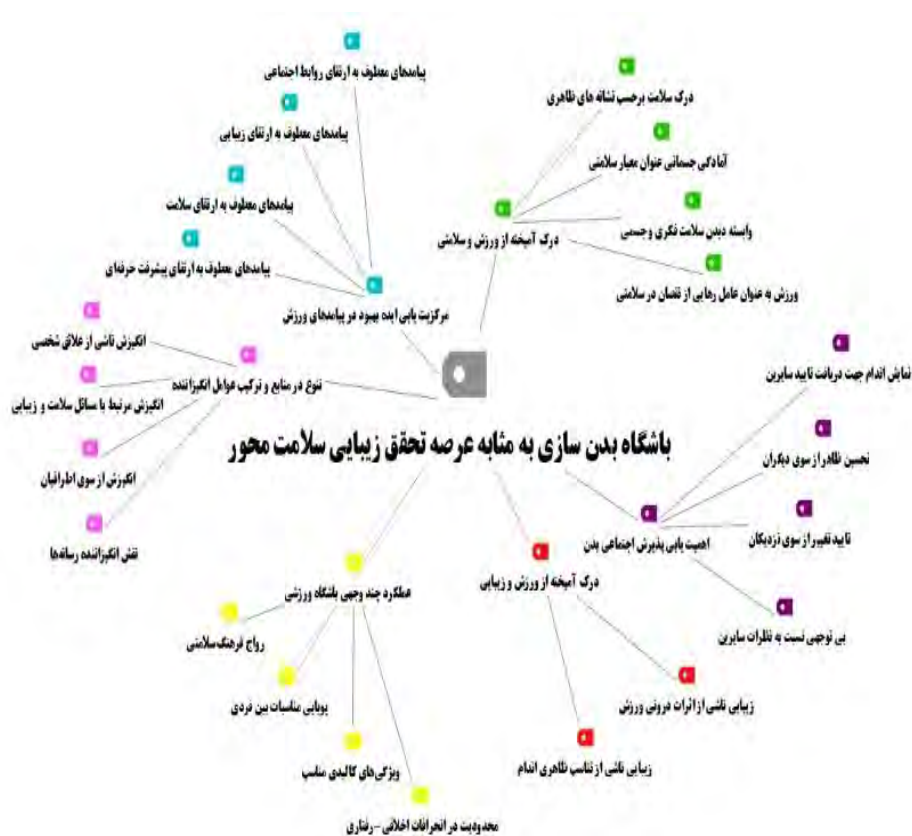 پیامدهای معطوف به ارتقای روابط اجتماعی
پیامدهای معطوف به ارتقای زیبایی
پیامدهای معطوف به ارتقای سلامت
پیامدهای معطوف به ارتقای پیشرفت حرفه‌ای
مرکزیت یابی ایده بهبود در پیامدهای ورزش
درک سلامت برحسب نشانه های ظاهری
آمادگی جسمانی عنوان معیار سلامتی
وابسته دیدن سلامت فکری و جسمی
ورزش به عنوان عامل رهایی از نقصان در سلامتی
درک آمیخته از ورزش و سلامتی
انگیزش ناشی از علاق شخصی
انگیزش مرتبط با مسائل سلامت و زیبایی
انگیزش از سوی اطرافیان
نقش انگیزاننده رسانه‌ها
تنوع در منابع و ترکیب عوامل انگیزاننده
باشگاه بدن سازی به مثابه عرصه تحقق زیبایی سلامت محور
نمایش اندام جهت دریافت تایید سایرین
تحسین ظاهر از سوی دیگران
تایید تغییر از سوی نزدیکان
بی توجهی نسبت به نظرات سایرین
اهمیت یابی پذیرش اجتماعی بدن
درک آمیخته از ورزش و زیبایی
زیبایی ناشی از اثرات درونی ورزش
زیبایی ناشی از تناسب ظاهری اندام
عملکرد چند وجهی باشگاه ورزشی
رواج فرهنگ سلامتی
پویایی مناسبات بین فردی
ویژگی‌های کالبدی مناسب
محدودیت در انحرافات اخلاقی - رفتاری